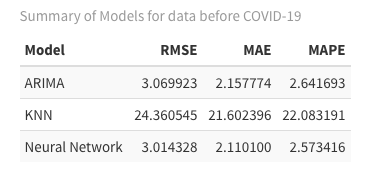 Summary of Models for data before COVID-19
Model RMSE MAE MAPE
ARIMA 3.069923 2.157774 2.641693
KNN 24.360545 21.602396 22.083191
Neural Network 3.014328 2.110100 2.573416